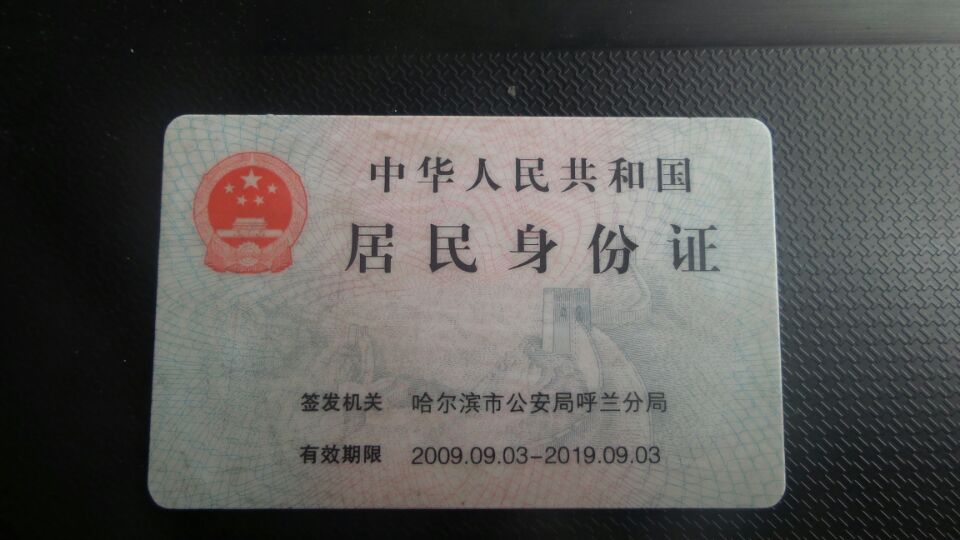 中华人民共和国
居民身份证
签发机关 哈尔滨市公安局呼兰分局
有效期限 2009.09.03-2019.09.03